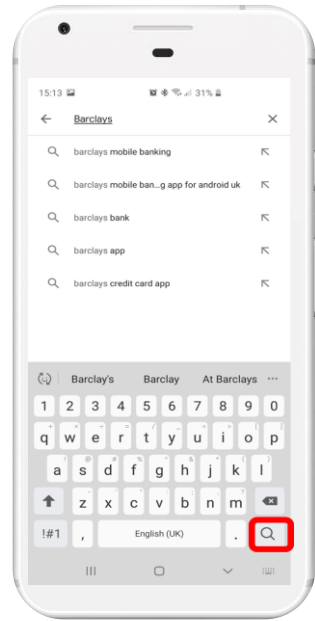 15:13 31%
Barclays
barclays mobile banking
barclays mobile ban...g app for android uk
barclays bank
barclays app
barclays credit card app
Barclay's Barclay At Barclays ...
1 2 3 4 5 6 7 8 9 0
q w e r t y u i o p
a s d f g h j k l
z x c v b n m
!#1 , English (UK) .